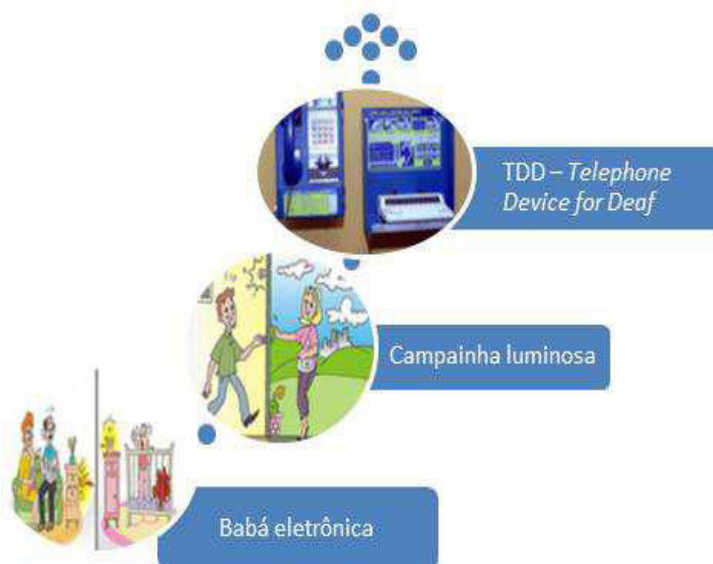 TDD – Telephone
Device for Deaf
Campainha luminosa
Babá eletrônica